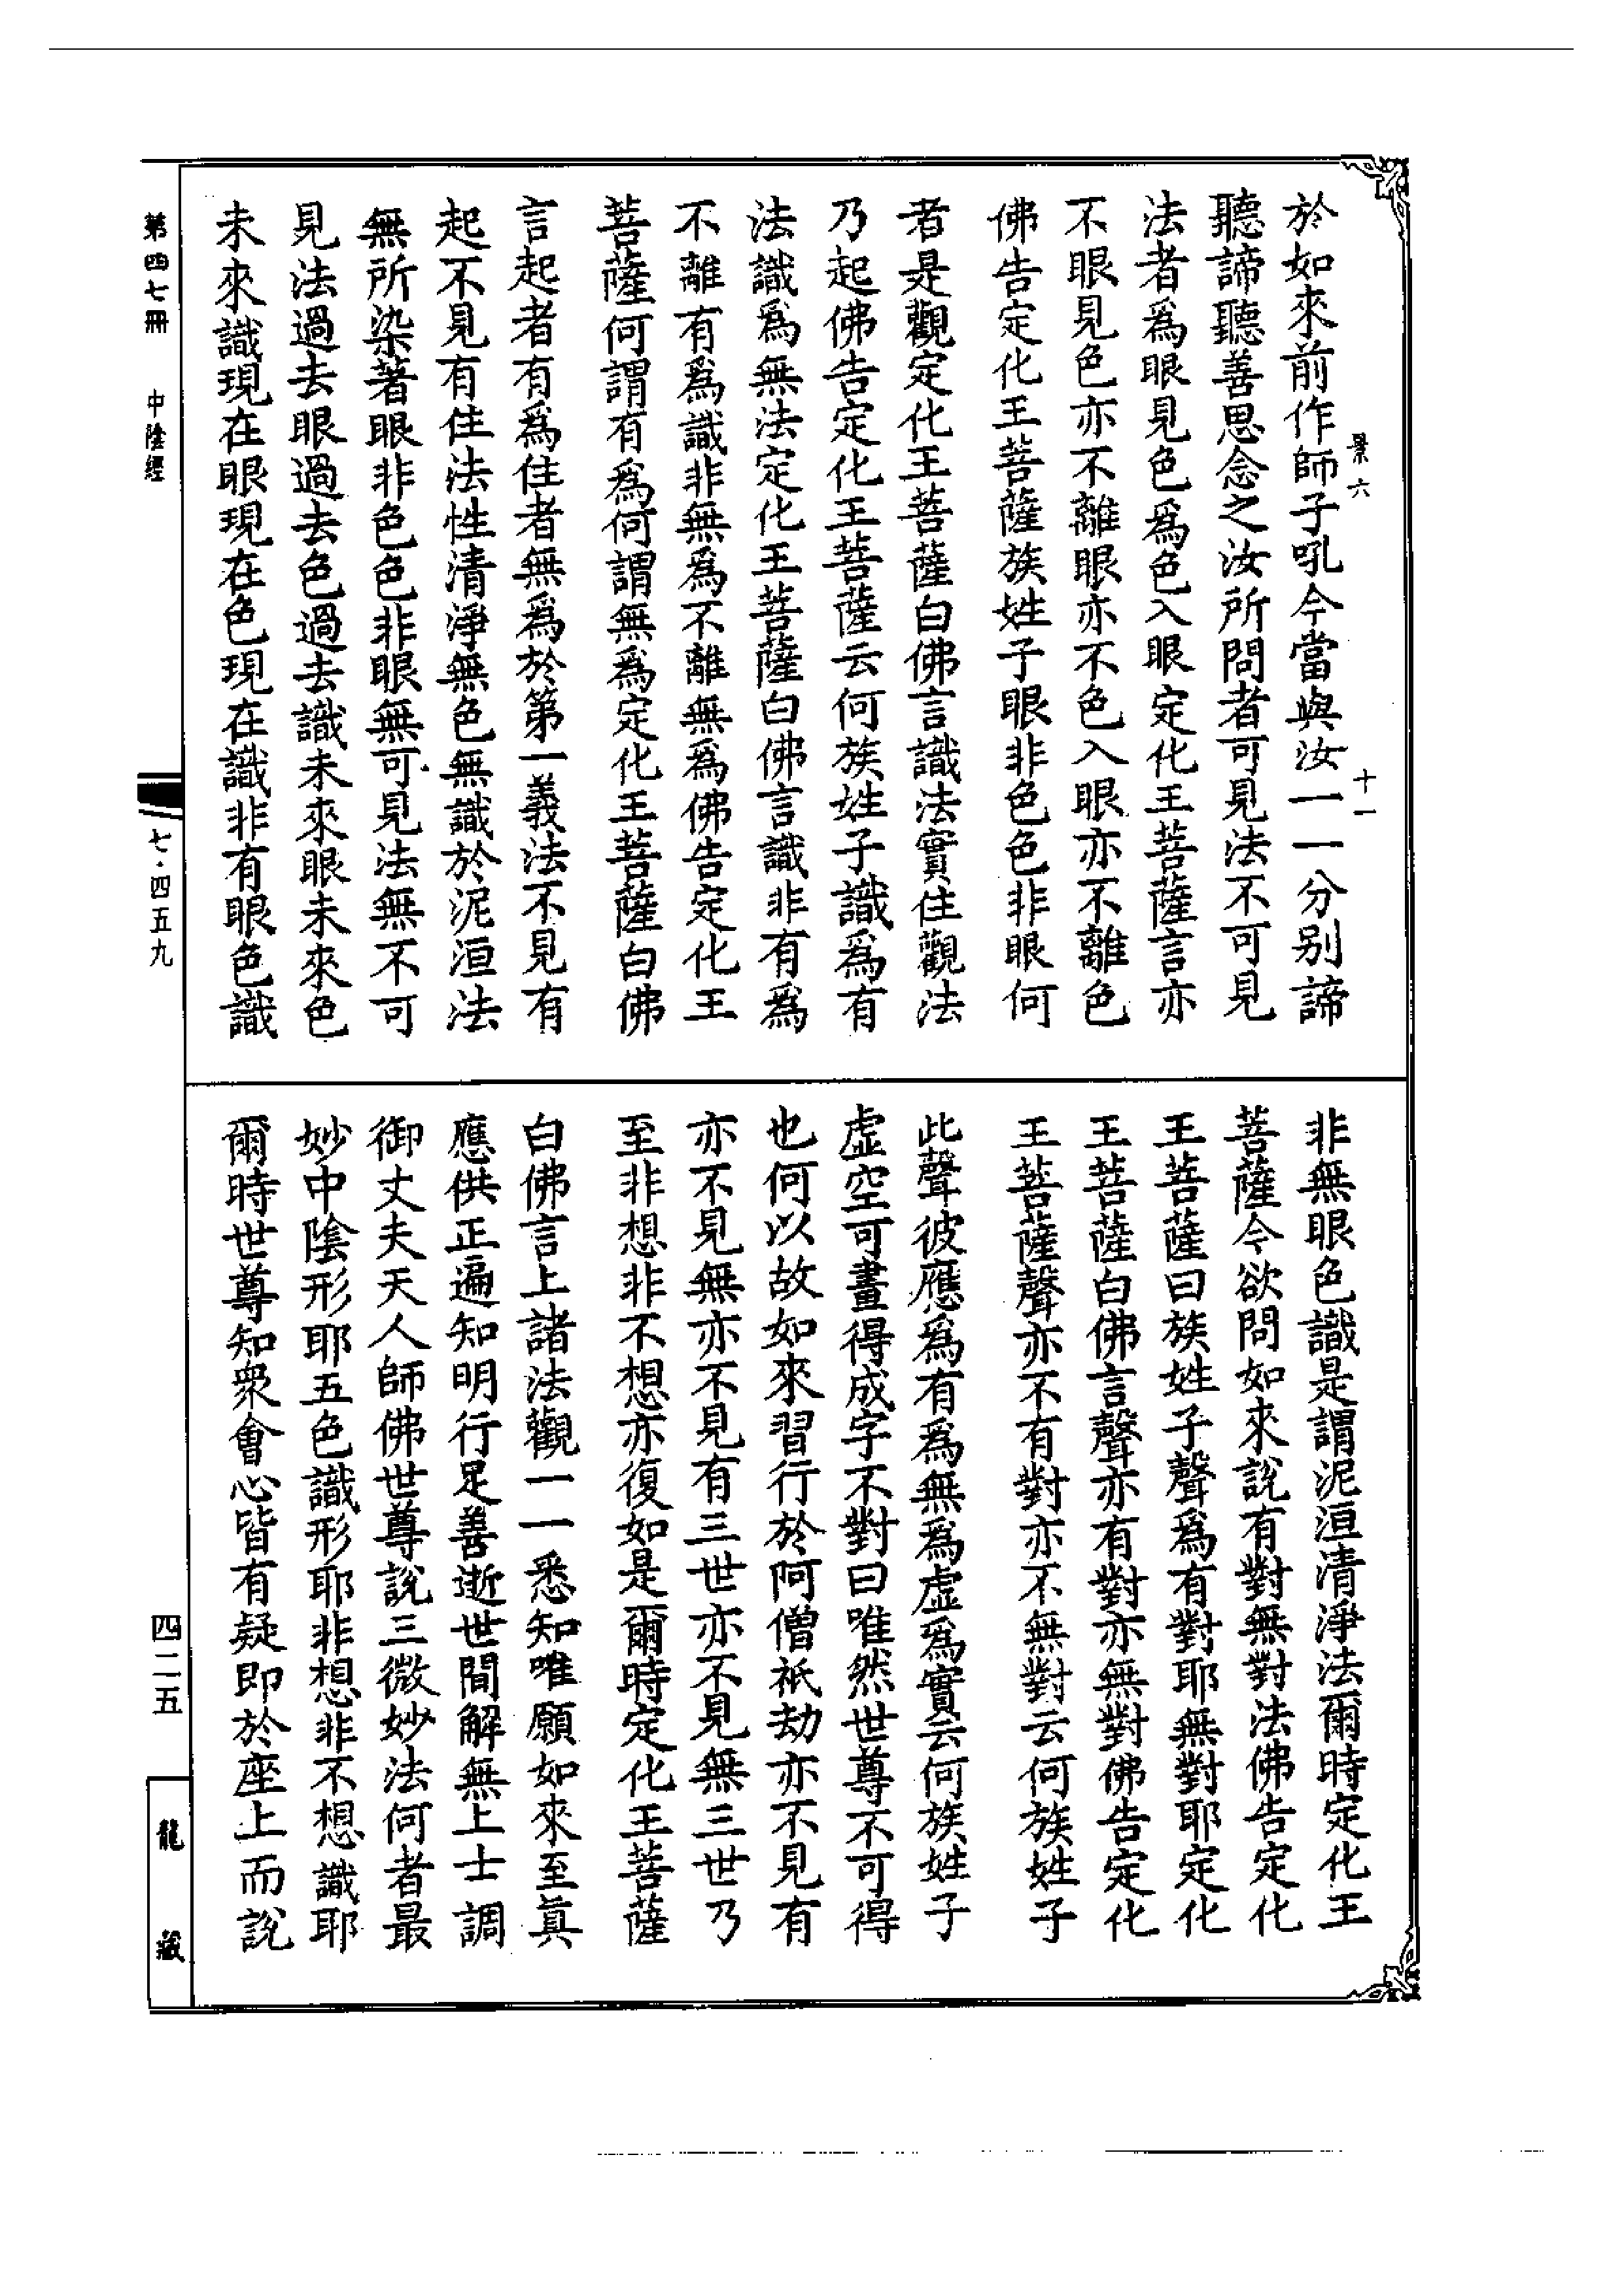 景六
十一
於如來前作師子吼今當與汝一一分別諦
聽諦聽善思念之汝所問者可見法不可見
法者為眼見色為色入眼定化王菩薩言亦
不眼見色亦不離眼亦不色入眼亦不離色
佛告定化王菩薩族姓子眼非色色非眼何
者是觀定化王菩薩白佛言識法實住觀法
乃起佛告定化王菩薩云何族姓子識為有
法識為無法定化王菩薩白佛言識非有為
不離有為識非無為不離無為佛告定化王
菩薩何謂有為何謂無為定化王菩薩白佛
言起者有為住者無為於第一義法不見有
起不見有住法性清淨無色無識於泥洹法
無所染著眼非色色非眼無可見法無不可
見法過去眼過去色過去識未來眼未來色
未來識現在眼現在色現在識非有眼色識
非無眼色識是謂泥洹清淨法爾時定化王
菩薩今欲問如來說有對無對法佛告定化
王菩薩曰族姓子聲為有對耶無對耶定化
王菩薩白佛言聲亦有對亦無對佛告定化
王菩薩聲亦不有對亦不無對云何族姓子
此聲彼應為有為無為虛為實云何族姓子
虛空可畫得成字不對曰唯然世尊不可得
也何以故如來習行於阿僧祇劫亦不見有
亦不見無亦不見有三世亦不見無三世乃
至非想非不想亦復如是爾時定化王菩薩
白佛言上諸法觀一一悉知唯願如來至真
應供正遍知明行足善逝世間解無上士調
御丈夫天人師佛世尊說三微妙法何者最
妙中陰形耶五色識形耶非想非不想識耶
爾時世尊知眾會心皆有疑即於座上而說
第四七冊
中陰經
七·四五九
四二五
龍藏